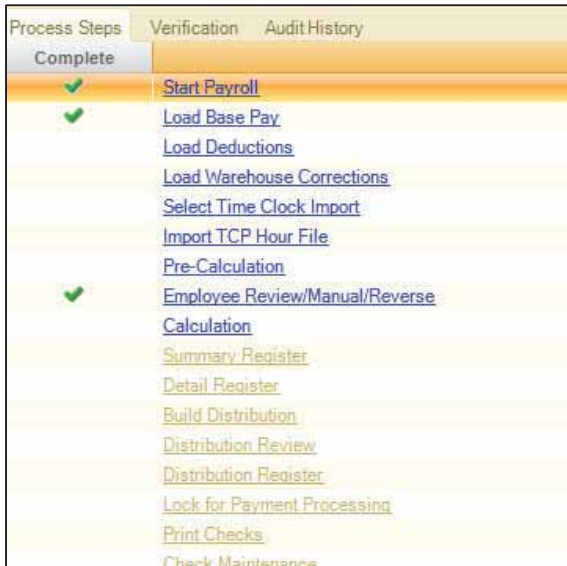 Process Steps Verification Audit History
Complete
Start Payroll
Load Base Pay
Load Deductions
Load Warehouse Corrections
Select Time Clock Import
Import TCP Hour File
Pre-Calculation
Employee Review/Manual/Reverse
Calculation
Summary Register
Detail Register
Build Distribution
Distribution Review
Distribution Register
Lock for Payment Processing
Print Checks
Check Maintenance